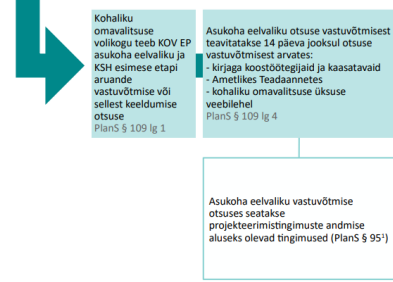 Kohaliku
omavalitsuse
volikogu teeb KOV EP
asukoha eelvaliku ja
KSH esimese etapi
aruande
vastuvõtmise või
sellest keeldumise
otsuse
PlanS § 109 lg 1
Asukoha eelvaliku otsuse vastuvõtmisest
teavitatakse 14 päeva jooksul otsuse
vastuvõtmisest arvates:
- kirjaga koostöötegijaid ja kaasatavaid
- Ametlikes Teadaannetes
- kohaliku omavalitsuse üksuse
veebilehel
PlanS § 109 lg 4
Asukoha eelvaliku vastuvõtmise
otsuses seatakse
projekteerimistingimuste andmise
aluseks olevad tingimused (PlanS § 95¹)